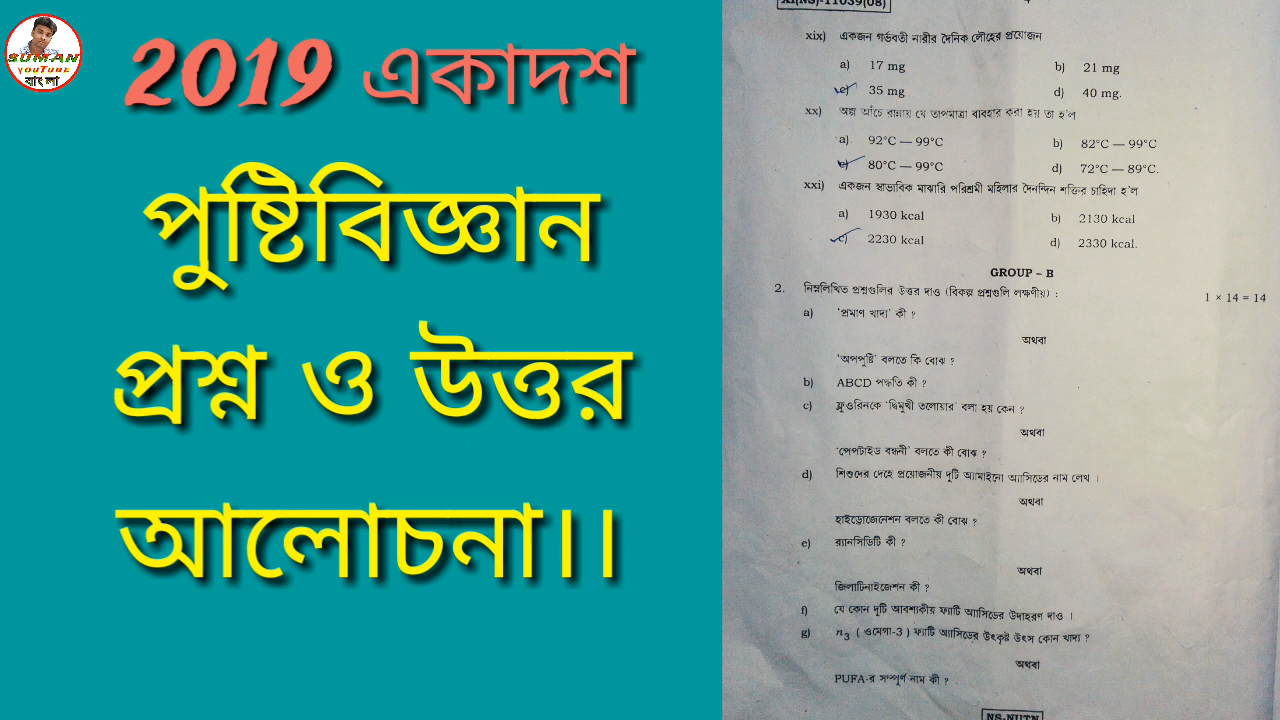 SUMAN
YOUTUBE
বাংলা
2019 একাদশ
পুষ্টিবিজ্ঞান
প্রশ্ন ও উত্তর
আলোচনা।।
XI(NS)-11039(08)
xix) একজন গর্ভবতী নারীর দৈনিক লৌহের প্রয়োজন
a) 17 mg b) 21 mg
c) 35 mg d) 40 mg.
xx) অল্প আঁচে রান্নায় যে তাপমাত্রা ব্যবহার করা হয় তা হ'ল
a) 92°C — 99°C b) 82°C — 99°C
c) 80°C — 99°C d) 72°C — 89°C.
xxi) একজন স্বাভাবিক মাঝারি পরিশ্রমী মহিলার দৈনন্দিন শক্তির চাহিদা হ'ল
a) 1930 kcal b) 2130 kcal
c) 2230 kcal d) 2330 kcal.
GROUP – B
2. নিম্নলিখিত প্রশ্নগুলির উত্তর দাও (বিকল্প প্রশ্নগুলি লক্ষণীয়) : 1 × 14 = 14
a) 'প্রমাণ খাদ্য' কী ?
অথবা
'অপপুষ্টি' বলতে কি বোঝ ?
b) ABCD পদ্ধতি কী ?
c) ফ্লুওরিনকে 'দ্বিমুখী তলোয়ার' বলা হয় কেন ?
অথবা
'পেপটাইড বন্ধনী' বলতে কী বোঝ ?
d) শিশুদের দেহে প্রয়োজনীয় দুটি অ্যামাইনো অ্যাসিডের নাম লেখ ।
অথবা
হাইড্রোজেনেশন বলতে কী বোঝ ?
e) র‍্যানসিডিটি কী ?
অথবা
জিলাটিনাইজেশন কী ?
f) যে কোন দুটি আবশ্যকীয় ফ্যাটি অ্যাসিডের উদাহরণ দাও ।
g) n3 ( ওমেগা-3 ) ফ্যাটি অ্যাসিডের উৎকৃষ্ট উৎস কোন খাদ্য ?
অথবা
PUFA-র সম্পূর্ণ নাম কী ?
NS-NUTN